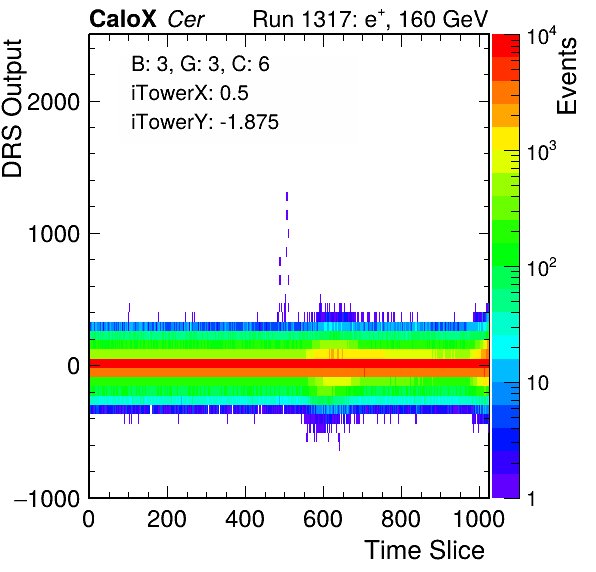 CaloX Cer Run 1317: e⁺, 160 GeV
B: 3, G: 3, C: 6
iTowerX: 0.5
iTowerY: -1.875
DRS Output
2000
1000
0
−1000
0 200 400 600 800 1000
Time Slice
Events
10⁴
10³
10²
10
1